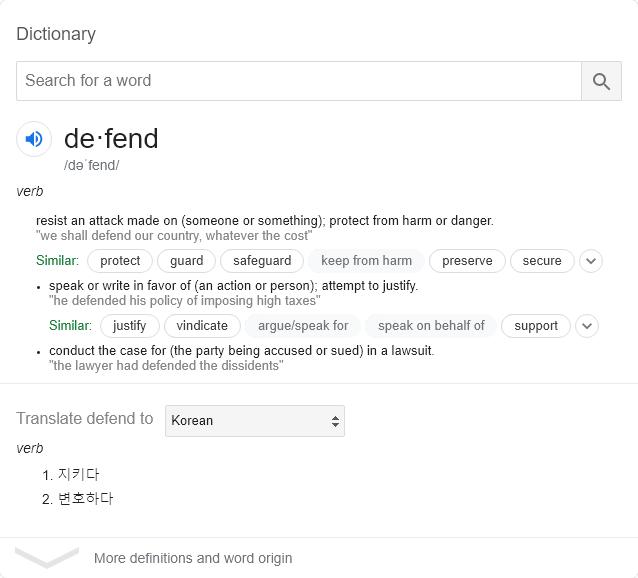 Dictionary
Search for a word
de·fend
/dəˈfend/
verb
resist an attack made on (someone or something); protect from harm or danger.
"we shall defend our country, whatever the cost"
Similar: protect guard safeguard keep from harm preserve secure
• speak or write in favor of (an action or person); attempt to justify.
"he defended his policy of imposing high taxes"
Similar: justify vindicate argue/speak for speak on behalf of support
• conduct the case for (the party being accused or sued) in a lawsuit.
"the lawyer had defended the dissidents"
Translate defend to Korean
verb
1. 지키다
2. 변호하다
More definitions and word origin